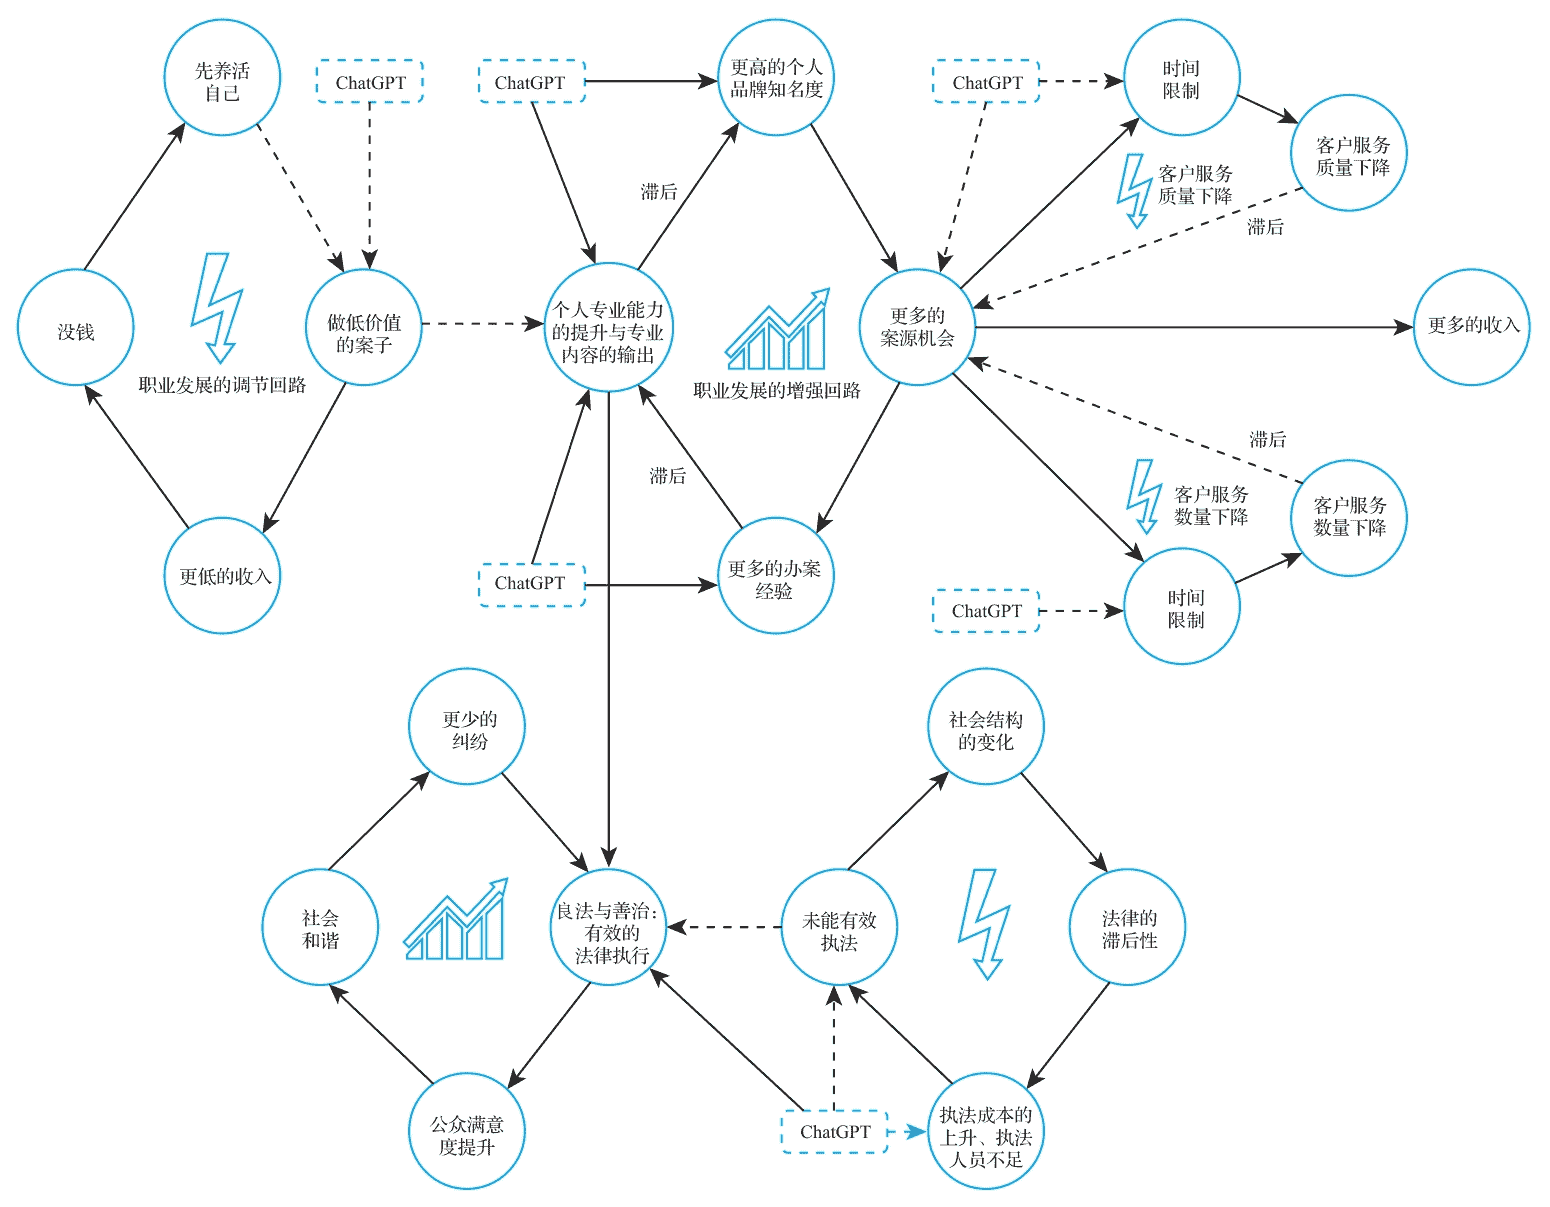 先养活
自己
ChatGPT
ChatGPT
更高的个人
品牌知名度
ChatGPT
时间
限制
客户服务
质量下降
客户服务
质量下降
滞后
滞后
没钱
做低价值
的案子
职业发展的调节回路
个人专业能力
的提升与专业
内容的输出
职业发展的增强回路
更多的
案源机会
更多的收入
滞后
滞后
客户服务
数量下降
客户服务
数量下降
更低的收入
ChatGPT
更多的办案
经验
ChatGPT
时间
限制
更少的
纠纷
社会结构
的变化
社会
和谐
良法与善治:
有效的
法律执行
未能有效
执法
法律的
滞后性
公众满意
度提升
ChatGPT
执法成本的
上升、执法
人员不足